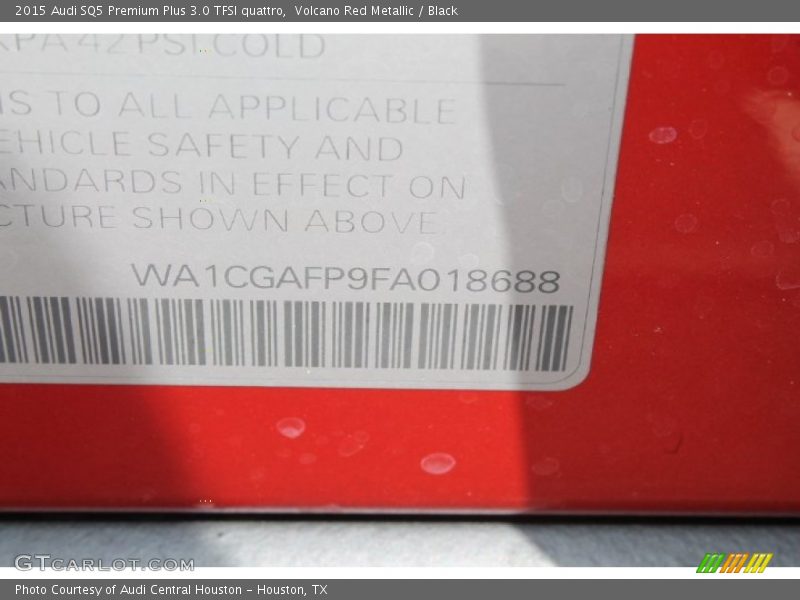 2015 Audi SQ5 Premium Plus 3.0 TFSI quattro,  Volcano Red Metallic / Black
KPA 42 PSI COLD
IS TO ALL APPLICABLE
EHICLE SAFETY AND
ANDARDS IN EFFECT ON
CTURE SHOWN ABOVE
WA1CGAFP9FA018688
GTcarlot.com
Photo Courtesy of Audi Central Houston - Houston, TX